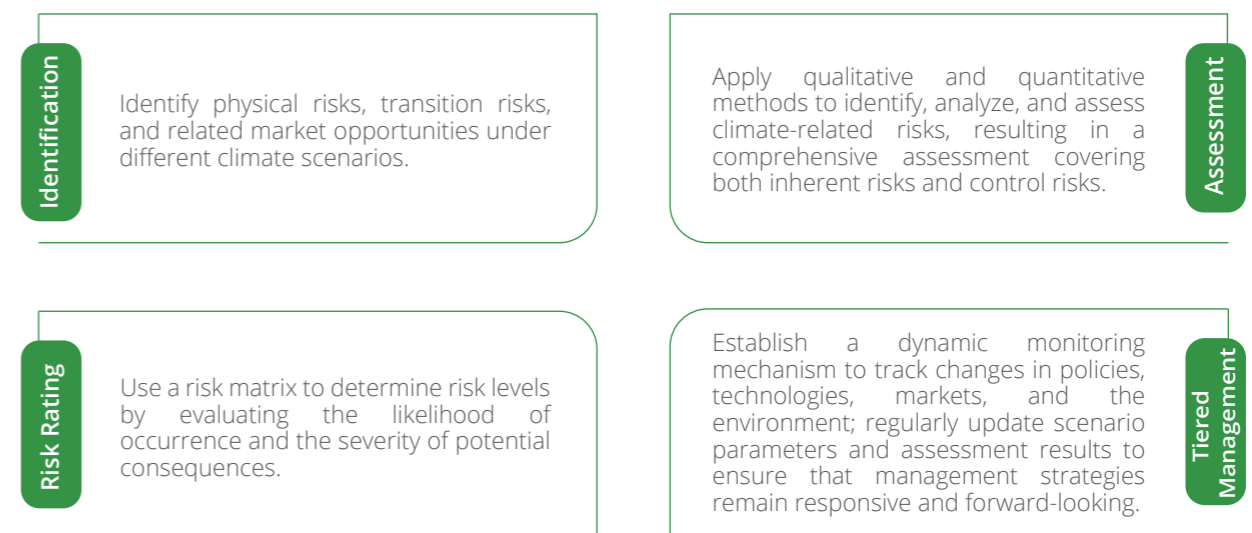 Identification
Identify physical risks, transition risks,
and related market opportunities under
different climate scenarios.
Assessment
Apply qualitative and quantitative
methods to identify, analyze, and assess
climate-related risks, resulting in a
comprehensive assessment covering
both inherent risks and control risks.
Risk Rating
Use a risk matrix to determine risk levels
by evaluating the likelihood of
occurrence and the severity of potential
consequences.
Tiered
Management
Establish a dynamic monitoring
mechanism to track changes in policies,
technologies, markets, and the
environment; regularly update scenario
parameters and assessment results to
ensure that management strategies
remain responsive and forward-looking.